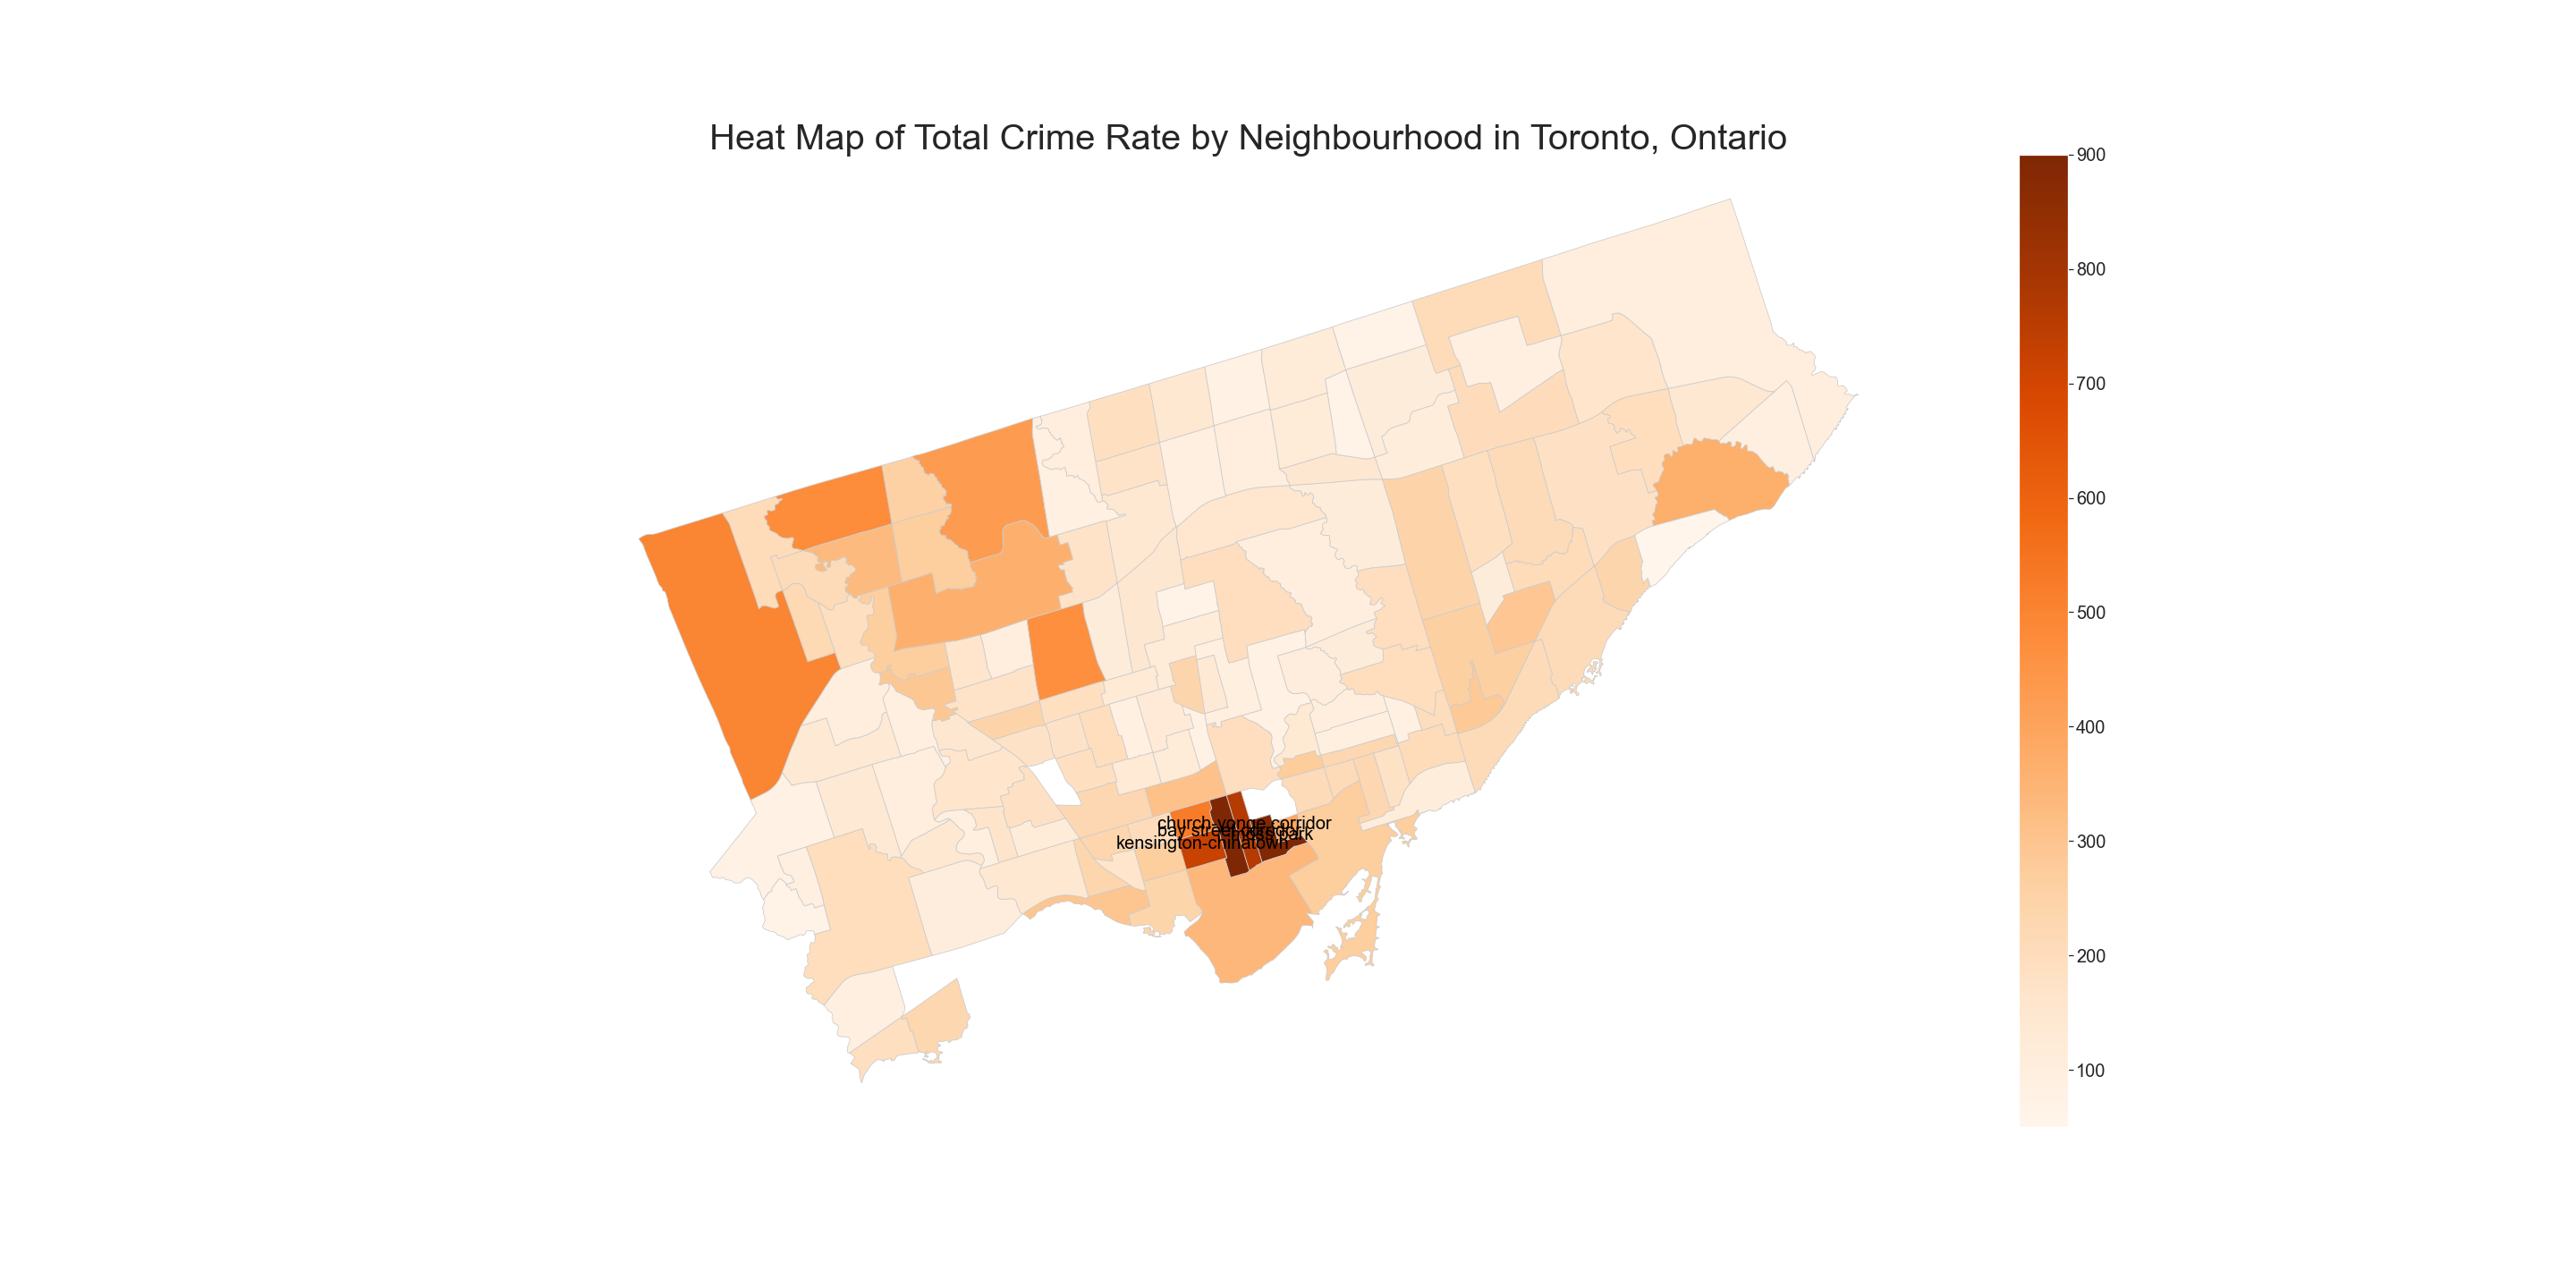 Heat Map of Total Crime Rate by Neighbourhood in Toronto, Ontario
900
800
700
600
500
400
300
200
100
church-yonge corridor
bay street corridor
moss park
kensington-chinatown